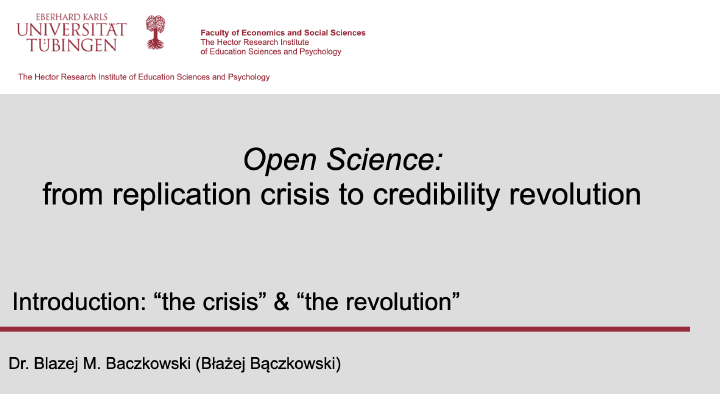 EBERHARD KARLS
UNIVERSITÄT
TÜBINGEN
Faculty of Economics and Social Sciences
The Hector Research Institute
of Education Sciences and Psychology
The Hector Research Institute of Education Sciences and Psychology
Open Science:
from replication crisis to credibility revolution
Introduction: “the crisis” & “the revolution”
Dr. Blazej M. Baczkowski (Błażej Bączkowski)